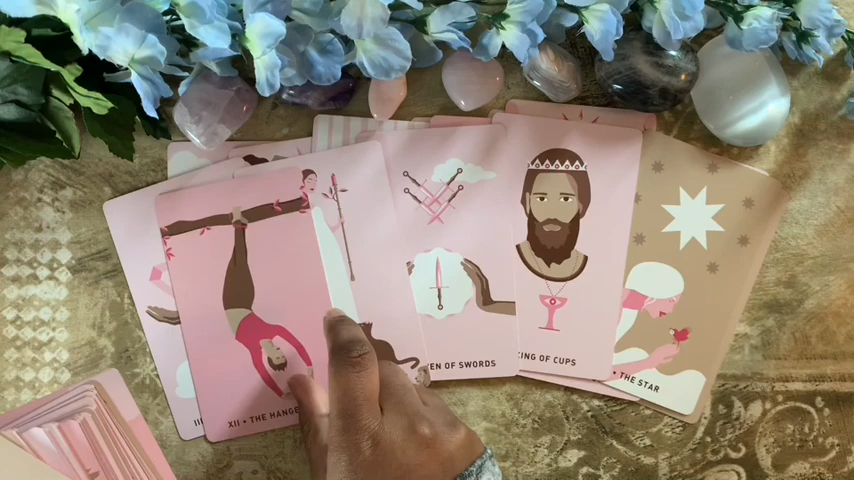 XII • THE HANGE
EN OF SWORDS
KING OF CUPS
• THE STAR